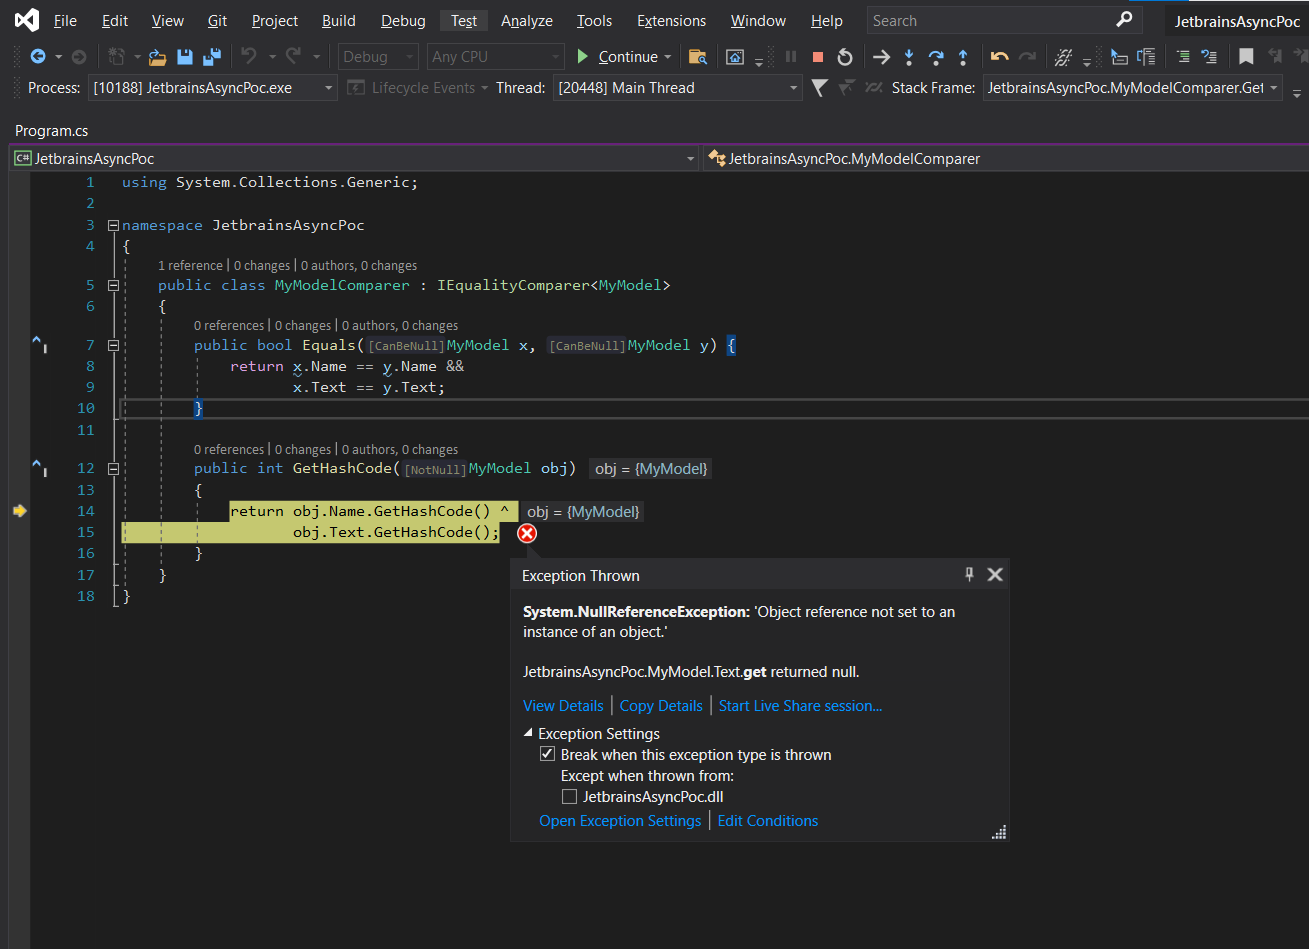 File Edit View Git Project Build Debug Test Analyze Tools Extensions Window Help Search JetbrainsAsyncPoc
Debug Any CPU Continue
Process: [10188] JetbrainsAsyncPoc.exe Lifecycle Events Thread: [20448] Main Thread Stack Frame: JetbrainsAsyncPoc.MyModelComparer.Get
Program.cs
C# JetbrainsAsyncPoc JetbrainsAsyncPoc.MyModelComparer
1 using System.Collections.Generic;
2
3 namespace JetbrainsAsyncPoc
4 {
1 reference | 0 changes | 0 authors, 0 changes
5 public class MyModelComparer : IEqualityComparer<MyModel>
6 {
0 references | 0 changes | 0 authors, 0 changes
7 public bool Equals([CanBeNull]MyModel x, [CanBeNull]MyModel y) {
8 return x.Name == y.Name &&
9 x.Text == y.Text;
10 }
11
0 references | 0 changes | 0 authors, 0 changes
12 public int GetHashCode([NotNull]MyModel obj) obj = {MyModel}
13 {
14 return obj.Name.GetHashCode() ^ obj = {MyModel}
15 obj.Text.GetHashCode();
16 }
17 }
18 }
Exception Thrown
System.NullReferenceException: 'Object reference not set to an
instance of an object.'
JetbrainsAsyncPoc.MyModel.Text.get returned null.
View Details | Copy Details | Start Live Share session...
Exception Settings
Break when this exception type is thrown
Except when thrown from:
JetbrainsAsyncPoc.dll
Open Exception Settings | Edit Conditions